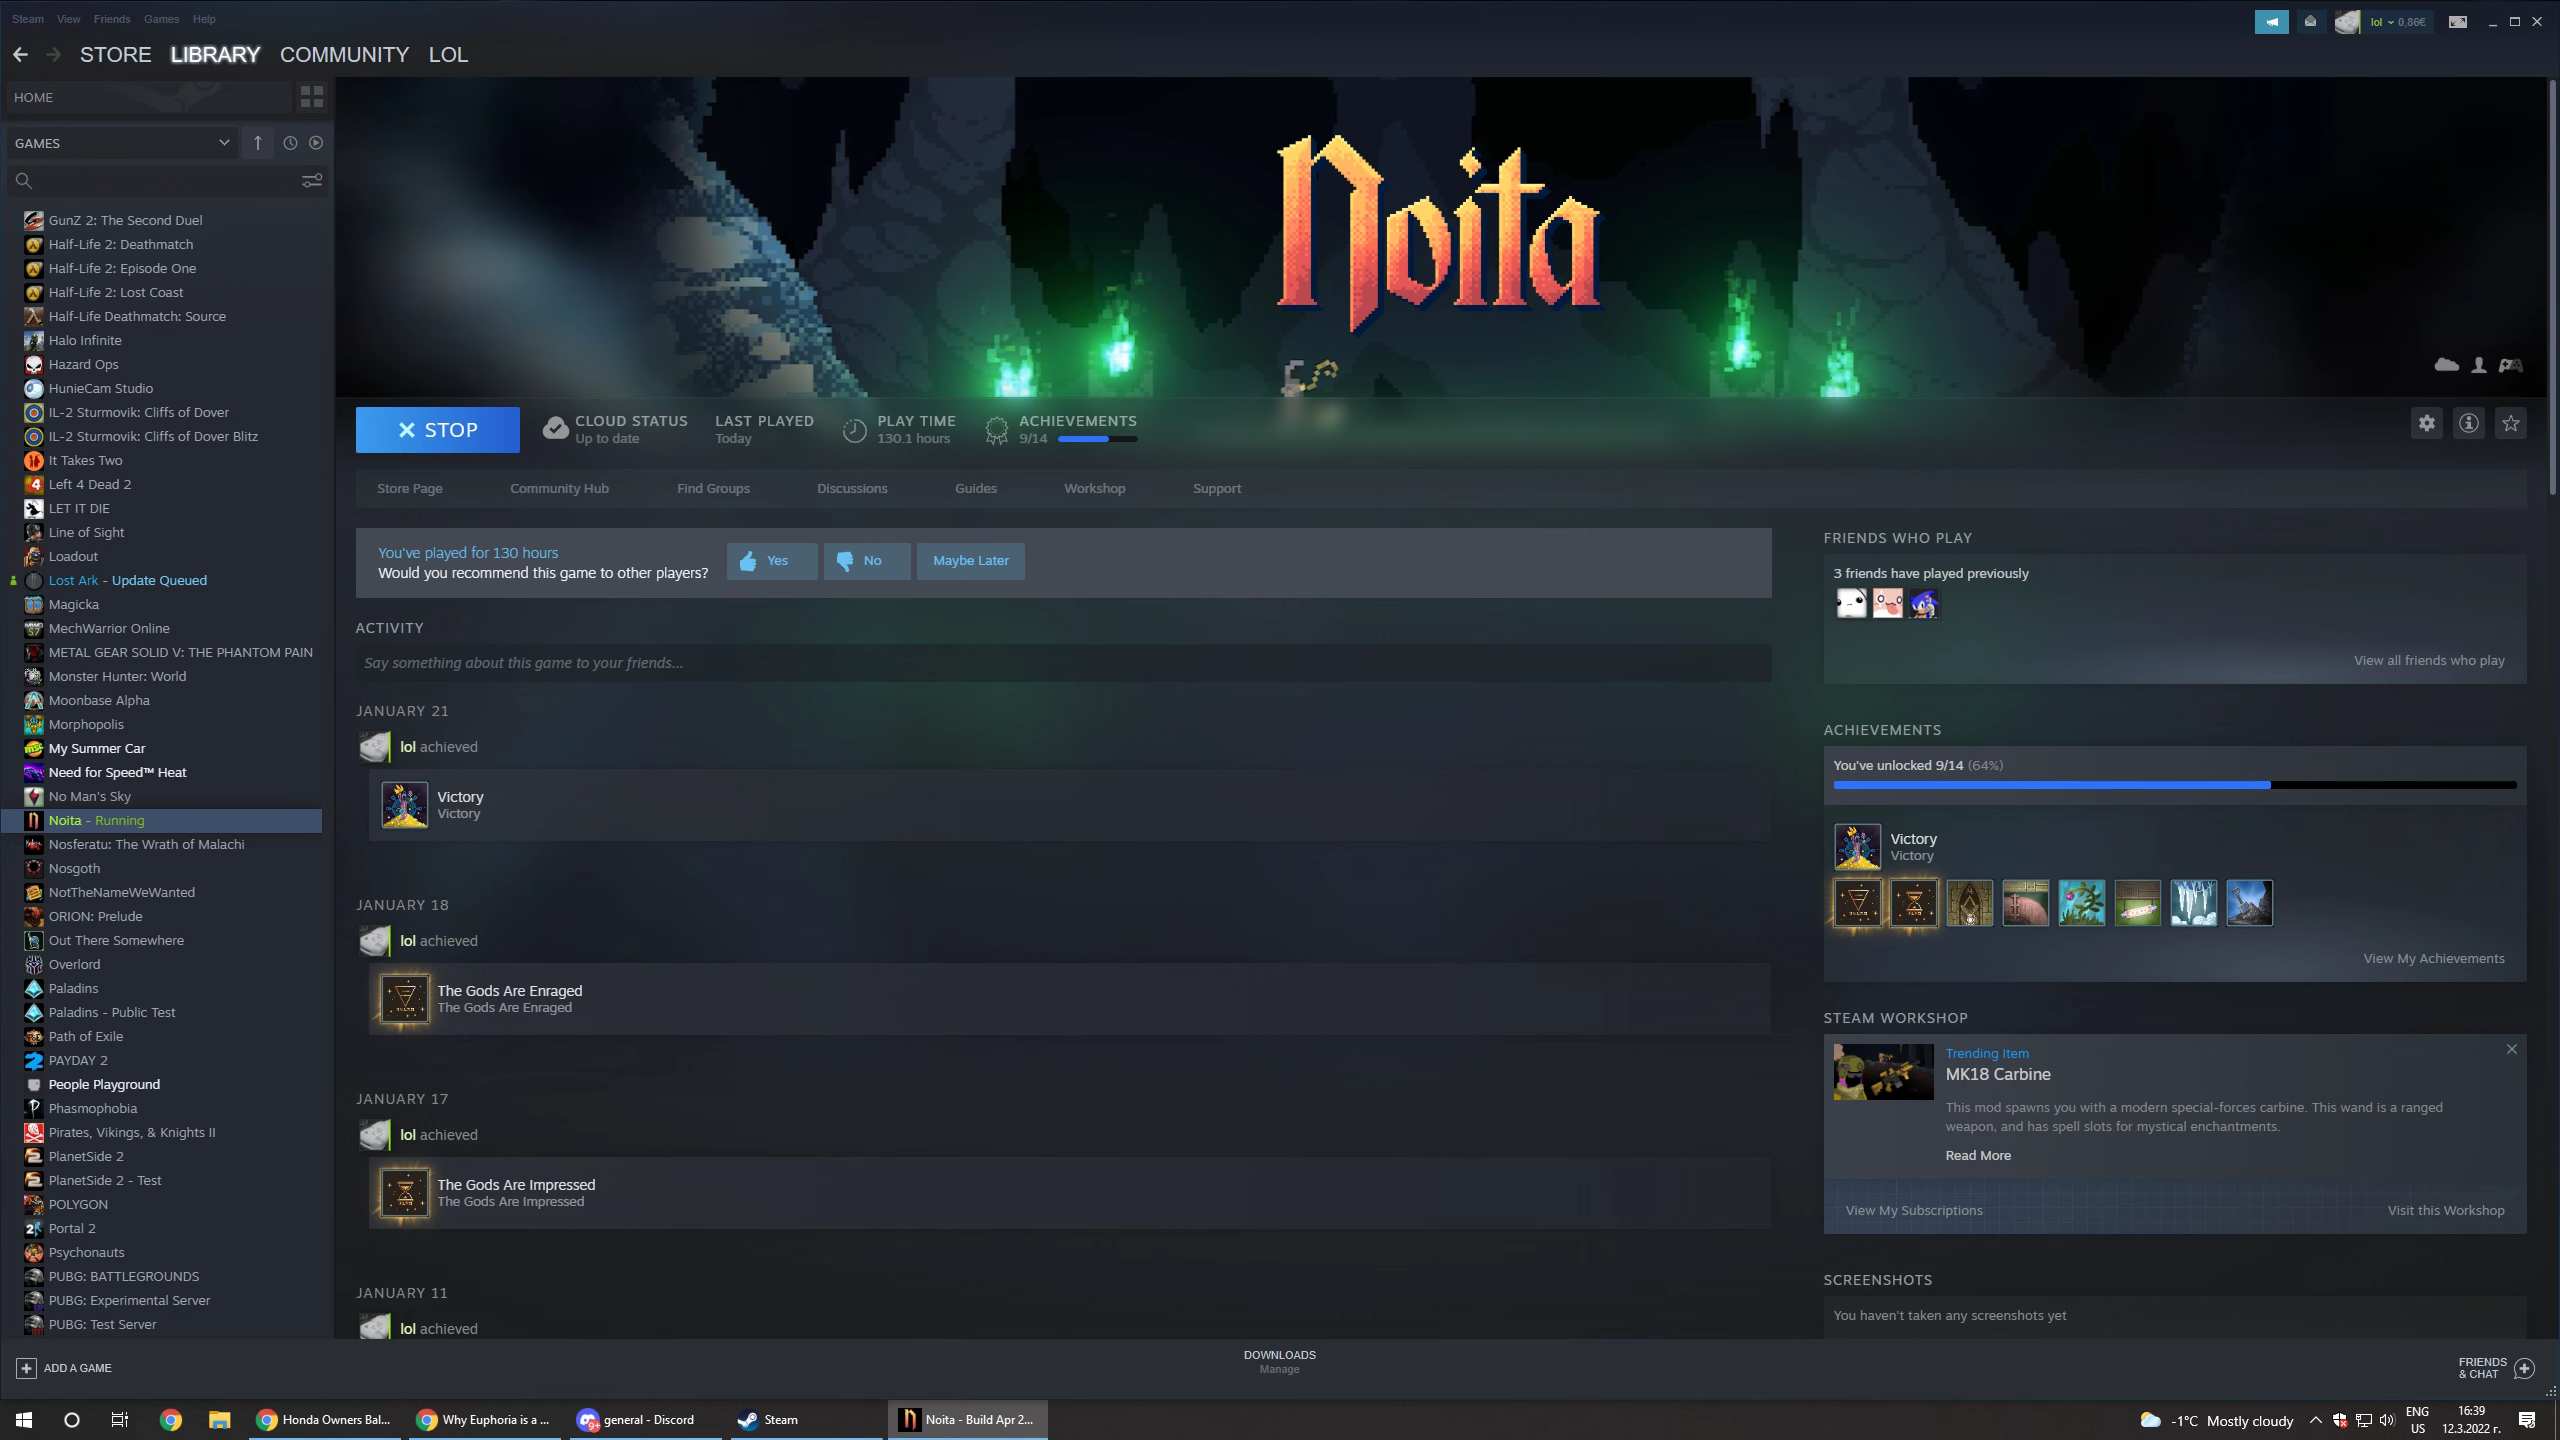 Steam View Friends Games Help
lol 0,86€
STORE LIBRARY COMMUNITY LOL
HOME
GAMES
GunZ 2: The Second Duel
Half-Life 2: Deathmatch
Half-Life 2: Episode One
Half-Life 2: Lost Coast
Half-Life Deathmatch: Source
Halo Infinite
Hazard Ops
HunieCam Studio
IL-2 Sturmovik: Cliffs of Dover
IL-2 Sturmovik: Cliffs of Dover Blitz
It Takes Two
Left 4 Dead 2
LET IT DIE
Line of Sight
Loadout
Lost Ark - Update Queued
Magicka
MechWarrior Online
METAL GEAR SOLID V: THE PHANTOM PAIN
Monster Hunter: World
Moonbase Alpha
Morphopolis
My Summer Car
Need for Speed™ Heat
No Man's Sky
Noita - Running
Nosferatu: The Wrath of Malachi
Nosgoth
NotTheNameWeWanted
ORION: Prelude
Out There Somewhere
Overlord
Paladins
Paladins - Public Test
Path of Exile
PAYDAY 2
People Playground
Phasmophobia
Pirates, Vikings, & Knights II
PlanetSide 2
PlanetSide 2 - Test
POLYGON
Portal 2
Psychonauts
PUBG: BATTLEGROUNDS
PUBG: Experimental Server
PUBG: Test Server
Noita
STOP
CLOUD STATUS
Up to date
LAST PLAYED
Today
PLAY TIME
130.1 hours
ACHIEVEMENTS
9/14
Store Page Community Hub Find Groups Discussions Guides Workshop Support
You've played for 130 hours
Would you recommend this game to other players?
Yes No Maybe Later
ACTIVITY
Say something about this game to your friends...
JANUARY 21
lol achieved
Victory
Victory
JANUARY 18
lol achieved
The Gods Are Enraged
The Gods Are Enraged
JANUARY 17
lol achieved
The Gods Are Impressed
The Gods Are Impressed
JANUARY 11
lol achieved
FRIENDS WHO PLAY
3 friends have played previously
View all friends who play
ACHIEVEMENTS
You've unlocked 9/14 (64%)
Victory
Victory
View My Achievements
STEAM WORKSHOP
Trending Item
MK18 Carbine
This mod spawns you with a modern special-forces carbine. This wand is a ranged
weapon, and has spell slots for mystical enchantments.
Read More
View My Subscriptions
Visit this Workshop
SCREENSHOTS
You haven't taken any screenshots yet
ADD A GAME
DOWNLOADS
Manage
FRIENDS
& CHAT
Honda Owners Bal...
Why Euphoria is a ...
general - Discord
Steam
Noita - Build Apr 2...
-1°C Mostly cloudy
ENG
US
16:39
12.3.2022 г.